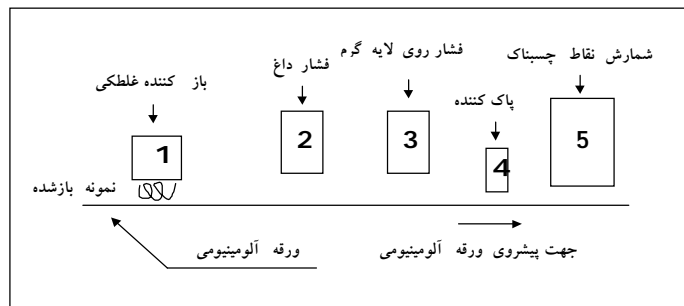 شمارش نقاط چسبناک
فشار روی لایه گرم
فشار داغ
باز کننده غلطکی
پاک کننده
1
2
3
4
5
نمونه بازشده
جهت پیشروی ورقه آلومینیومی
ورقه آلومینیومی